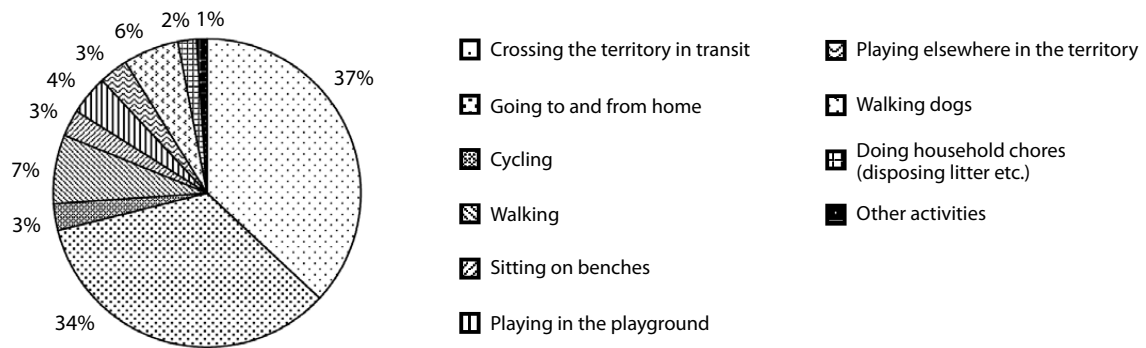 2%
1%
6%
3%
4%
3%
7%
3%
34%
37%
Crossing the territory in transit
Going to and from home
Cycling
Walking
Sitting on benches
Playing in the playground
Playing elsewhere in the territory
Walking dogs
Doing household chores
(disposing litter etc.)
Other activities